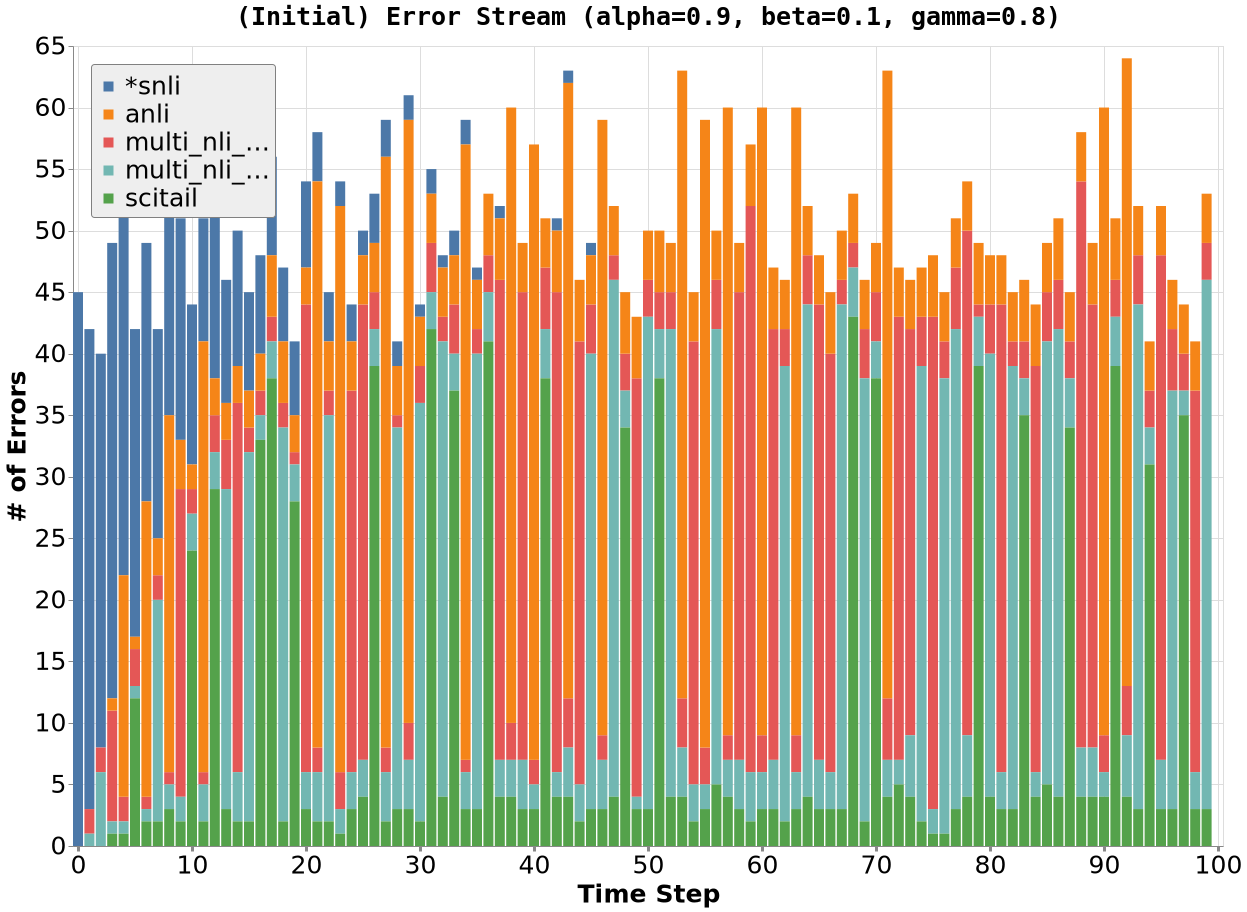 (Initial) Error Stream (alpha=0.9, beta=0.1, gamma=0.8)
65
60
55
50
45
40
35
30
25
20
15
10
5
0
# of Errors
*snli
anli
multi_nli_...
multi_nli_...
scitail
0 10 20 30 40 50 60 70 80 90 100
Time Step